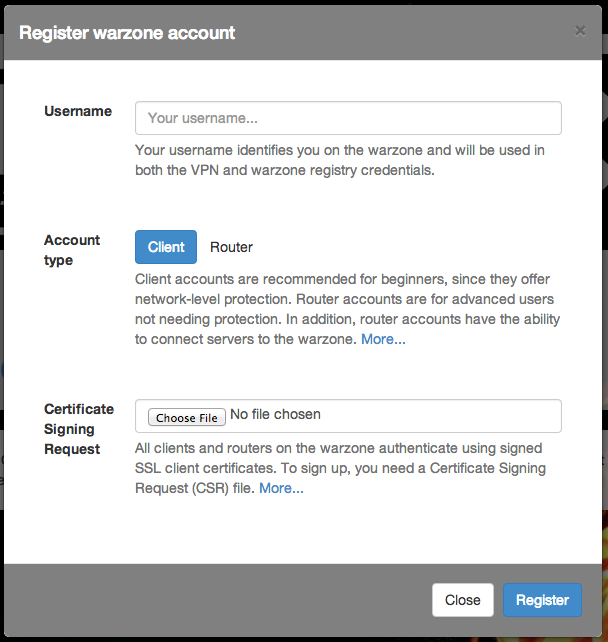 Register warzone account
×
Username
Your username...
Your username identifies you on the warzone and will be used in
both the VPN and warzone registry credentials.
Account
type
Client
Router
Client accounts are recommended for beginners, since they offer
network-level protection. Router accounts are for advanced users
not needing protection. In addition, router accounts have the ability
to connect servers to the warzone. More...
Certificate
Signing
Request
Choose File No file chosen
All clients and routers on the warzone authenticate using signed
SSL client certificates. To sign up, you need a Certificate Signing
Request (CSR) file. More...
Close
Register